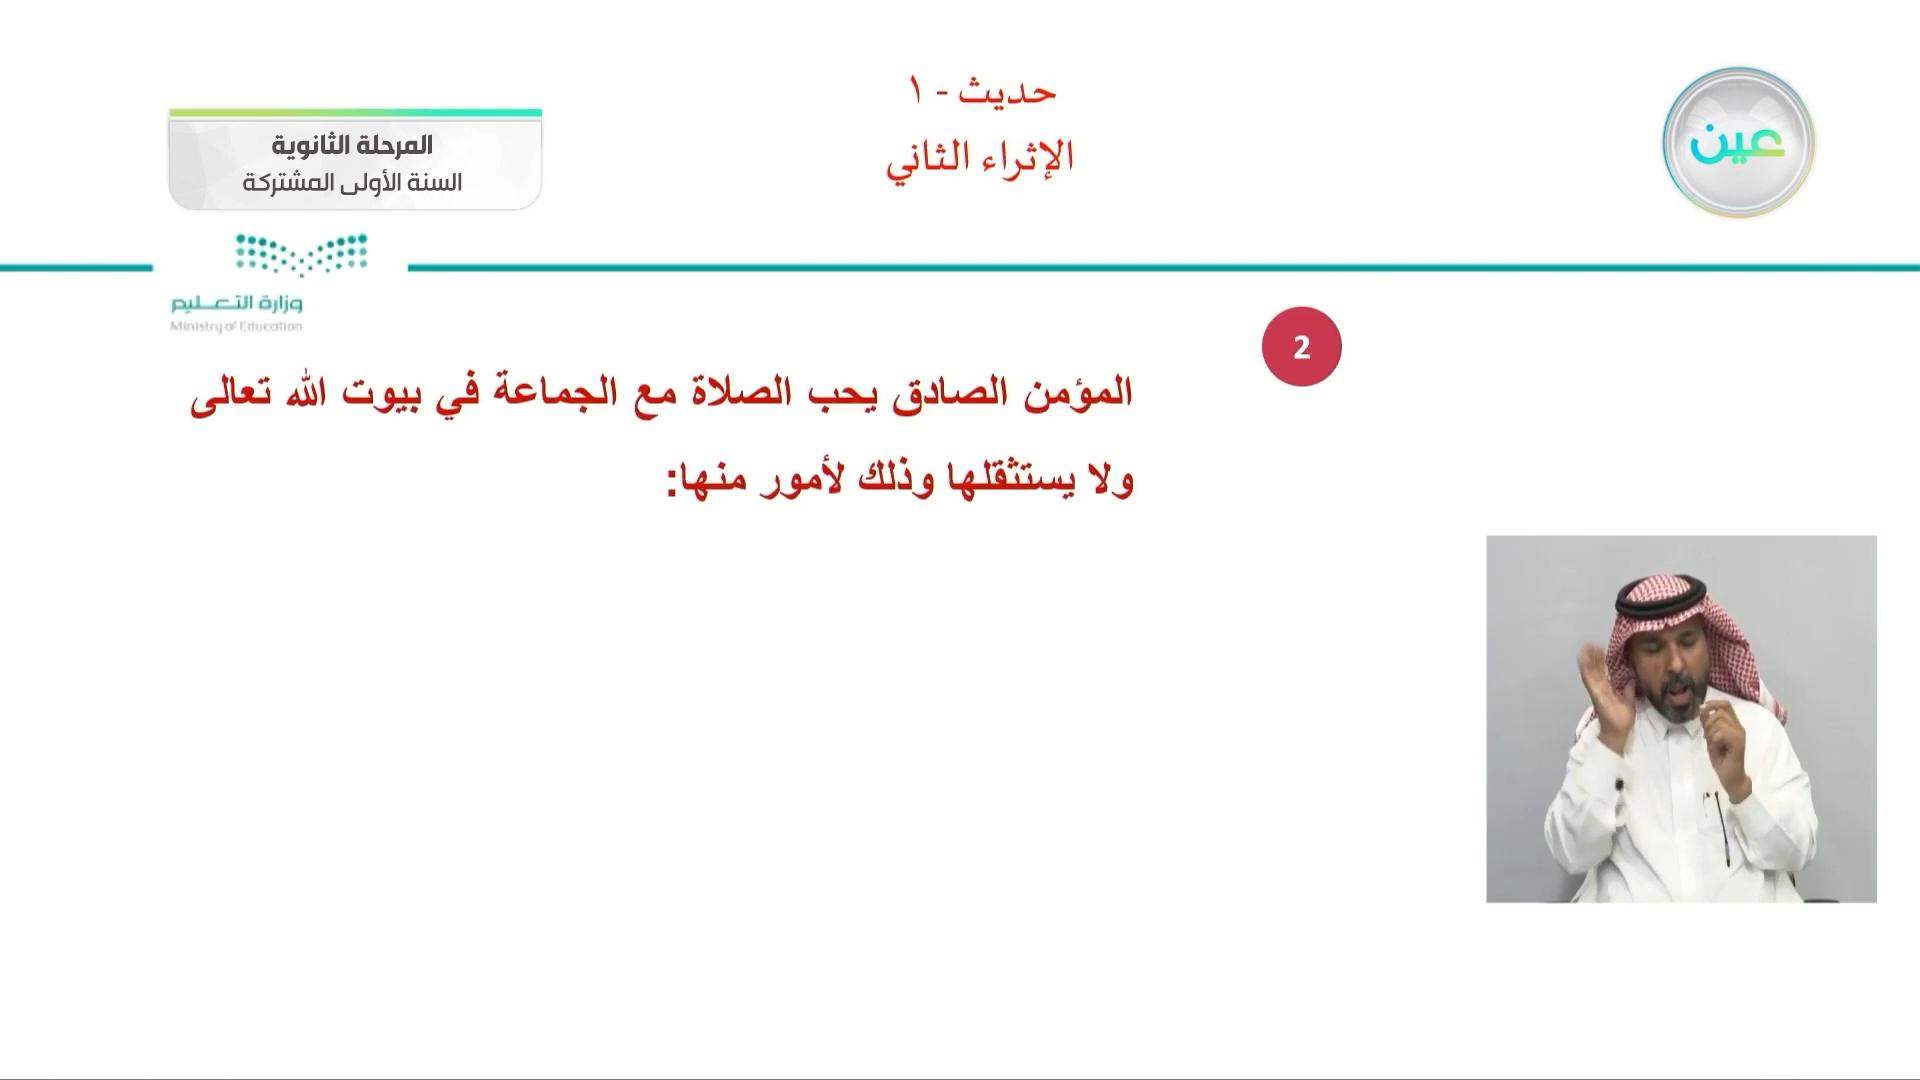 حديث - ١
الإثراء الثاني
عين
المرحلة الثانوية
السنة الأولى المشتركة
وزارة التعليم
Ministry of Education
2
المؤمن الصادق يحب الصلاة مع الجماعة في بيوت الله تعالى
ولا يستثقلها وذلك لأمور منها: